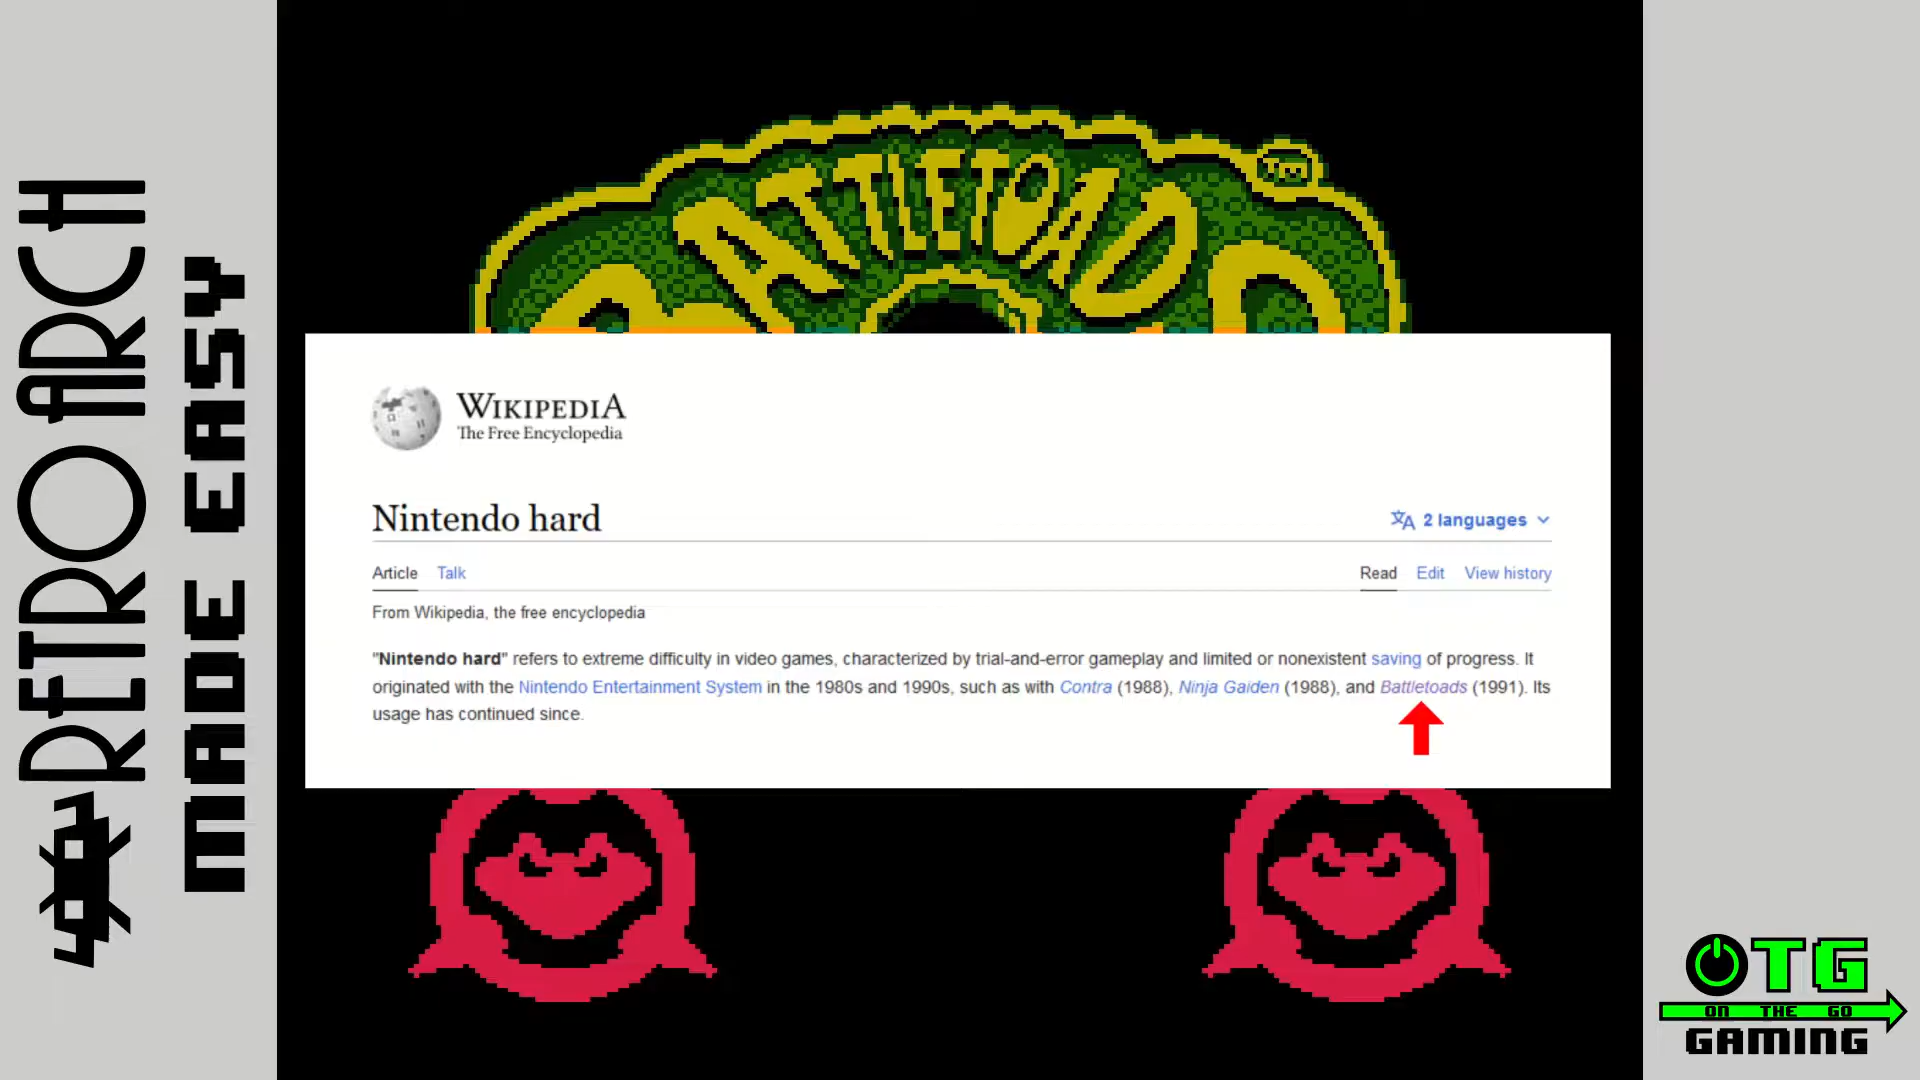 RETRO ARCH
MADE EASY
BATTLETOADS
TM
WIKIPEDIA
The Free Encyclopedia
Nintendo hard
2 languages
Article Talk
Read Edit View history
From Wikipedia, the free encyclopedia
"Nintendo hard" refers to extreme difficulty in video games, characterized by trial-and-error gameplay and limited or nonexistent saving of progress. It
originated with the Nintendo Entertainment System in the 1980s and 1990s, such as with Contra (1988), Ninja Gaiden (1988), and Battletoads (1991). Its
usage has continued since.
OTG
ON THE GO
GAMING